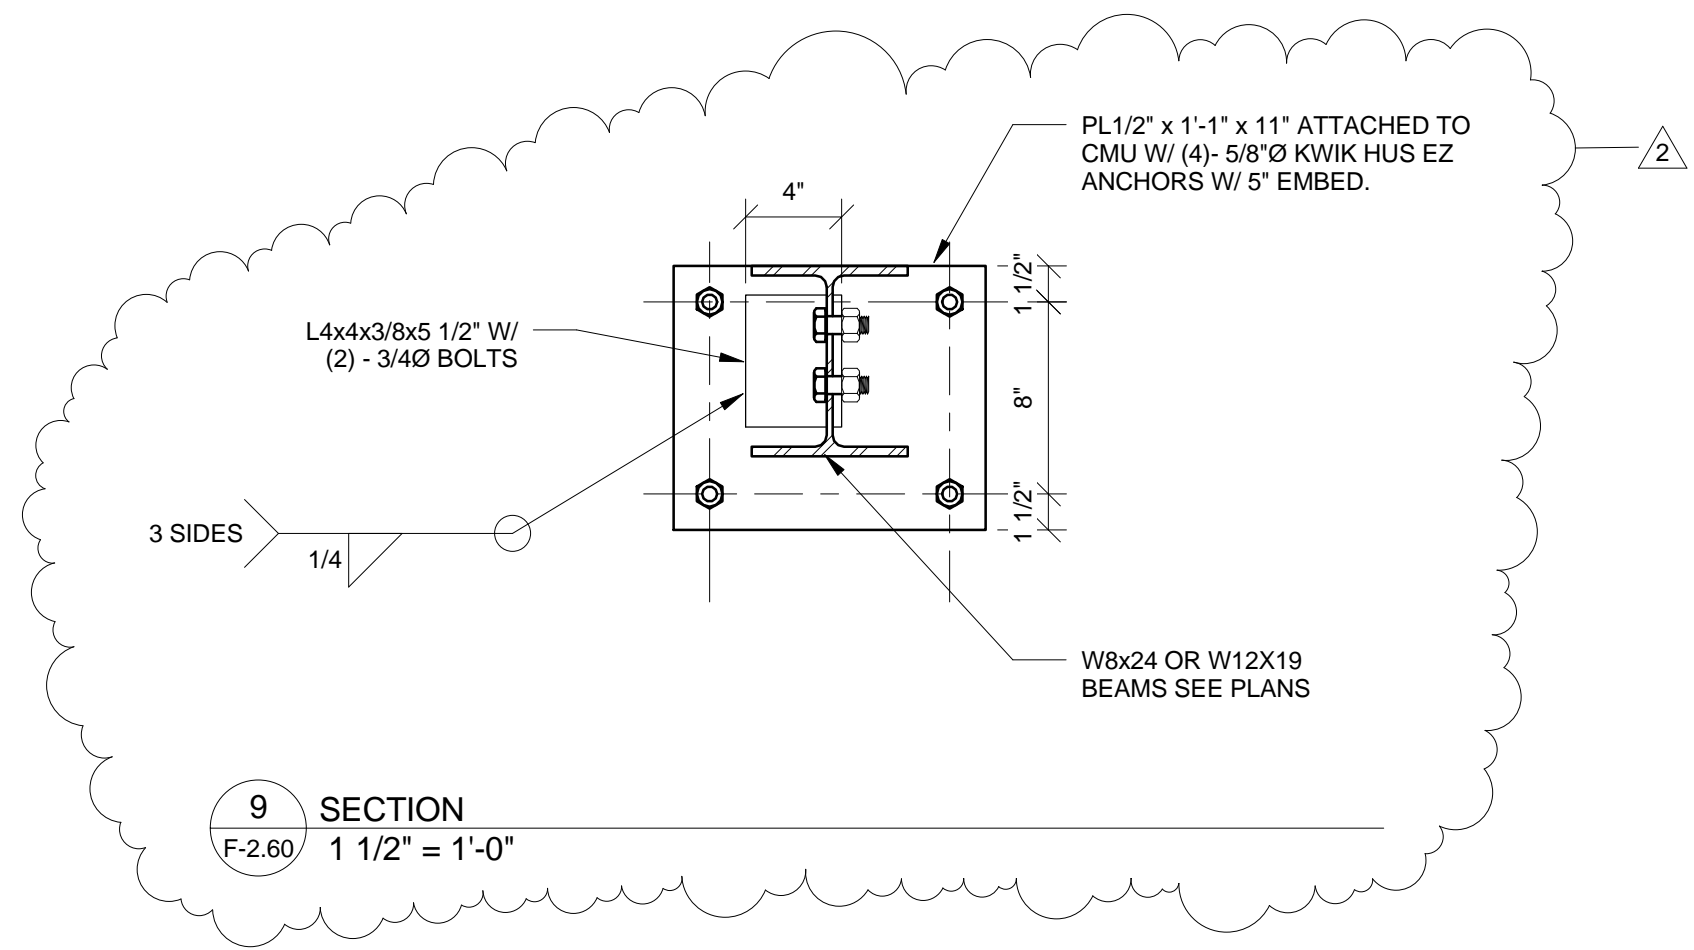 PL1/2" x 1'-1" x 11" ATTACHED TO
CMU W/ (4)- 5/8"Ø KWIK HUS EZ
ANCHORS W/ 5" EMBED.
2
4"
1 1/2"
L4x4x3/8x5 1/2" W/
(2) - 3/4Ø BOLTS
8"
1 1/2"
3 SIDES
1/4
W8x24 OR W12X19
BEAMS SEE PLANS
9
SECTION
F-2.60
1 1/2" = 1'-0"